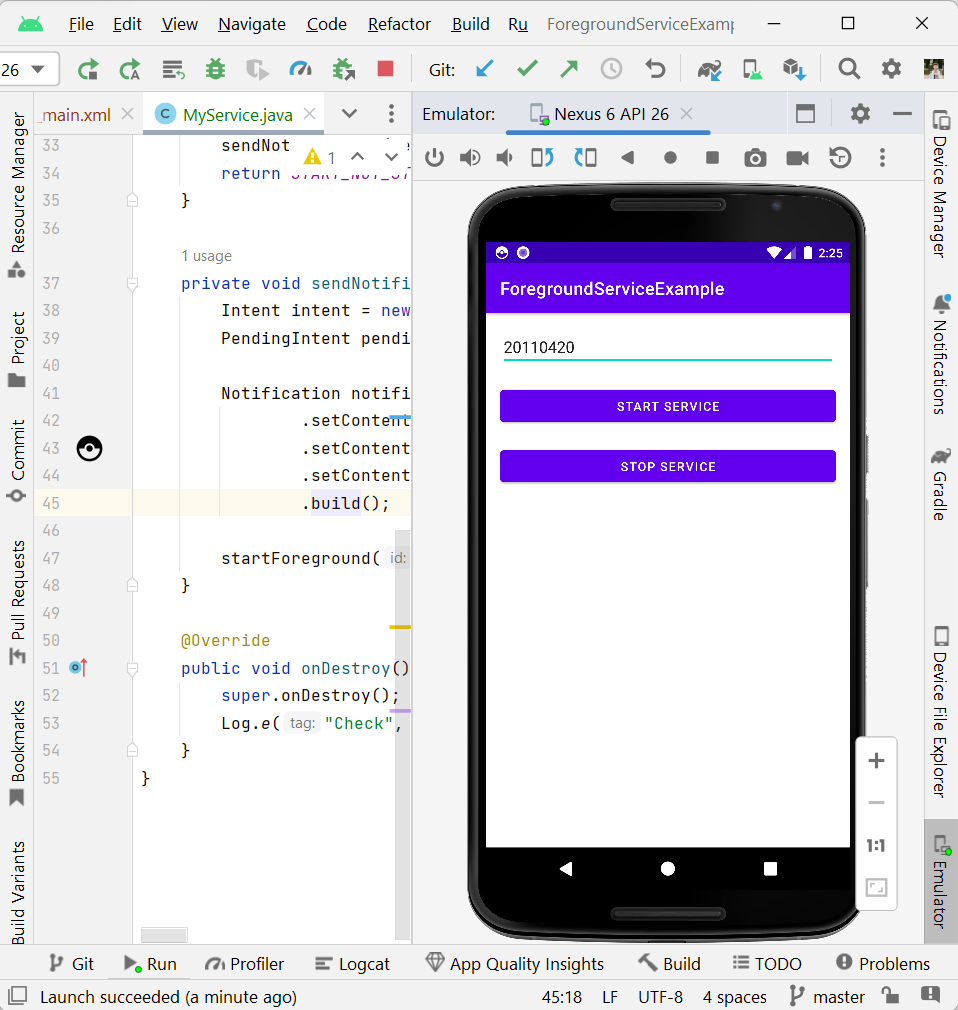 File Edit View Navigate Code Refactor Build Ru ForegroundServiceExamp
26 Git:
_main.xml MyService.java Emulator: Nexus 6 API 26
Resource Manager
Project
Commit
Pull Requests
Bookmarks
Build Variants
1
33 sendNot
34 return
35 }
36
1 usage
37 private void sendNotifi
38 Intent intent = new
39 PendingIntent pendi
40
41 Notification notifi
42 .setContent
43 .setContent
44 .setContent
45 .build();
46
47 startForeground( id:
48 }
49
50 @Override
51 public void onDestroy()
52 super.onDestroy();
53 Log.e( tag: "Check",
54 }
55 }
2:25
ForegroundServiceExample
20110420
START SERVICE
STOP SERVICE
1:1
Device Manager
Notifications
Gradle
Device File Explorer
Emulator
Git Run Profiler Logcat App Quality Insights Build TODO Problems
Launch succeeded (a minute ago) 45:18 LF UTF-8 4 spaces master